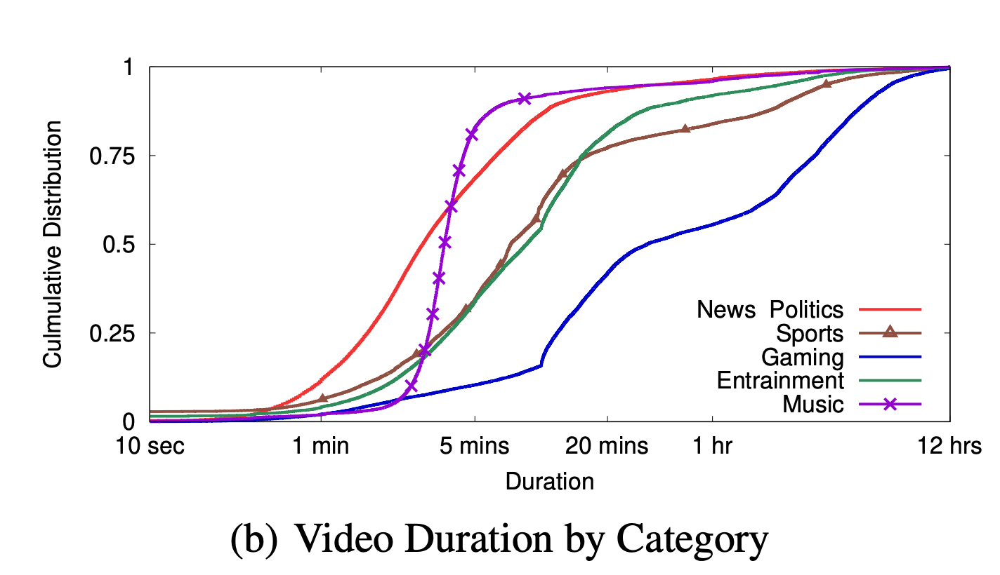 1
0.75
0.5
0.25
0
Culmulative Distribution
News Politics
Sports
Gaming
Entrainment
Music
10 sec 1 min 5 mins 20 mins 1 hr 12 hrs
Duration
(b) Video Duration by Category